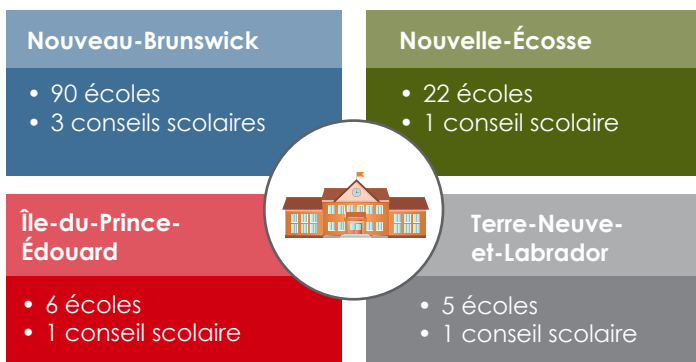 Nouveau-Brunswick
• 90 écoles
• 3 conseils scolaires
Nouvelle-Écosse
• 22 écoles
• 1 conseil scolaire
Île-du-Prince-
Édouard
• 6 écoles
• 1 conseil scolaire
Terre-Neuve-
et-Labrador
• 5 écoles
• 1 conseil scolaire